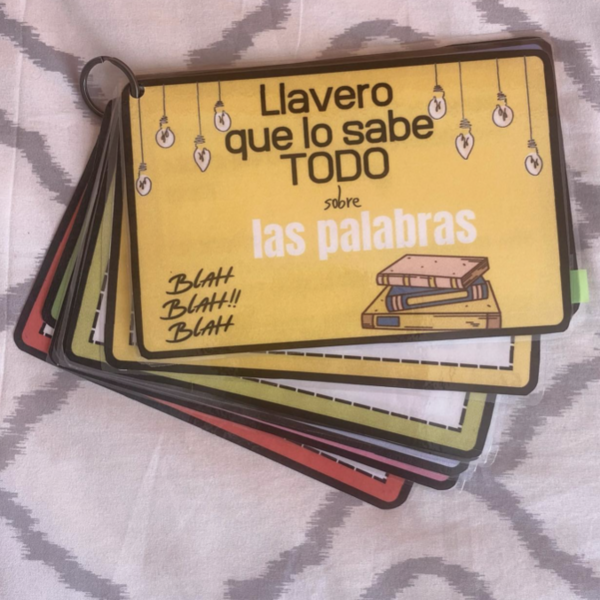 Llavero
que lo sabe
TODO
sobre
las palabras
BLAH
BLAH!!
BLAH